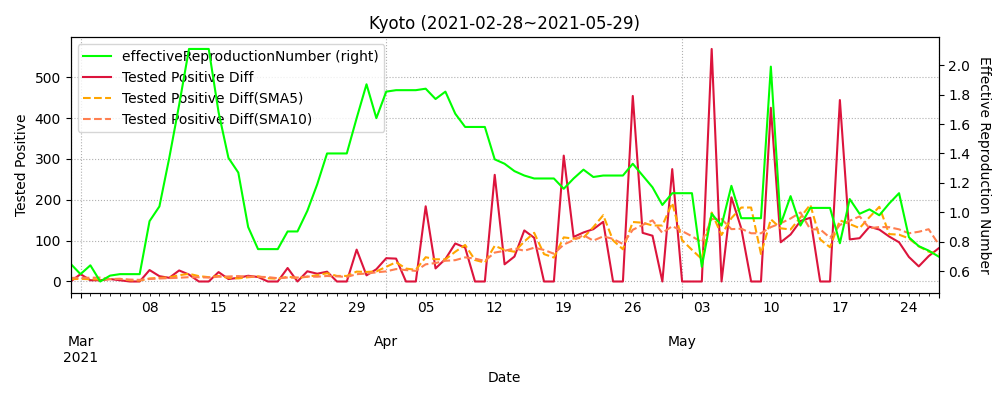 Kyoto (2021-02-28~2021-05-29)
effectiveReproductionNumber (right)
Tested Positive Diff
Tested Positive Diff(SMA5)
Tested Positive Diff(SMA10)
Tested Positive
500
400
300
200
100
0
2.0
1.8
1.6
1.4
1.2
1.0
0.8
0.6
Effective Reproduction Number
08 15 22 29 05 12 19 26 03 10 17 24
Mar Apr May
2021
Date